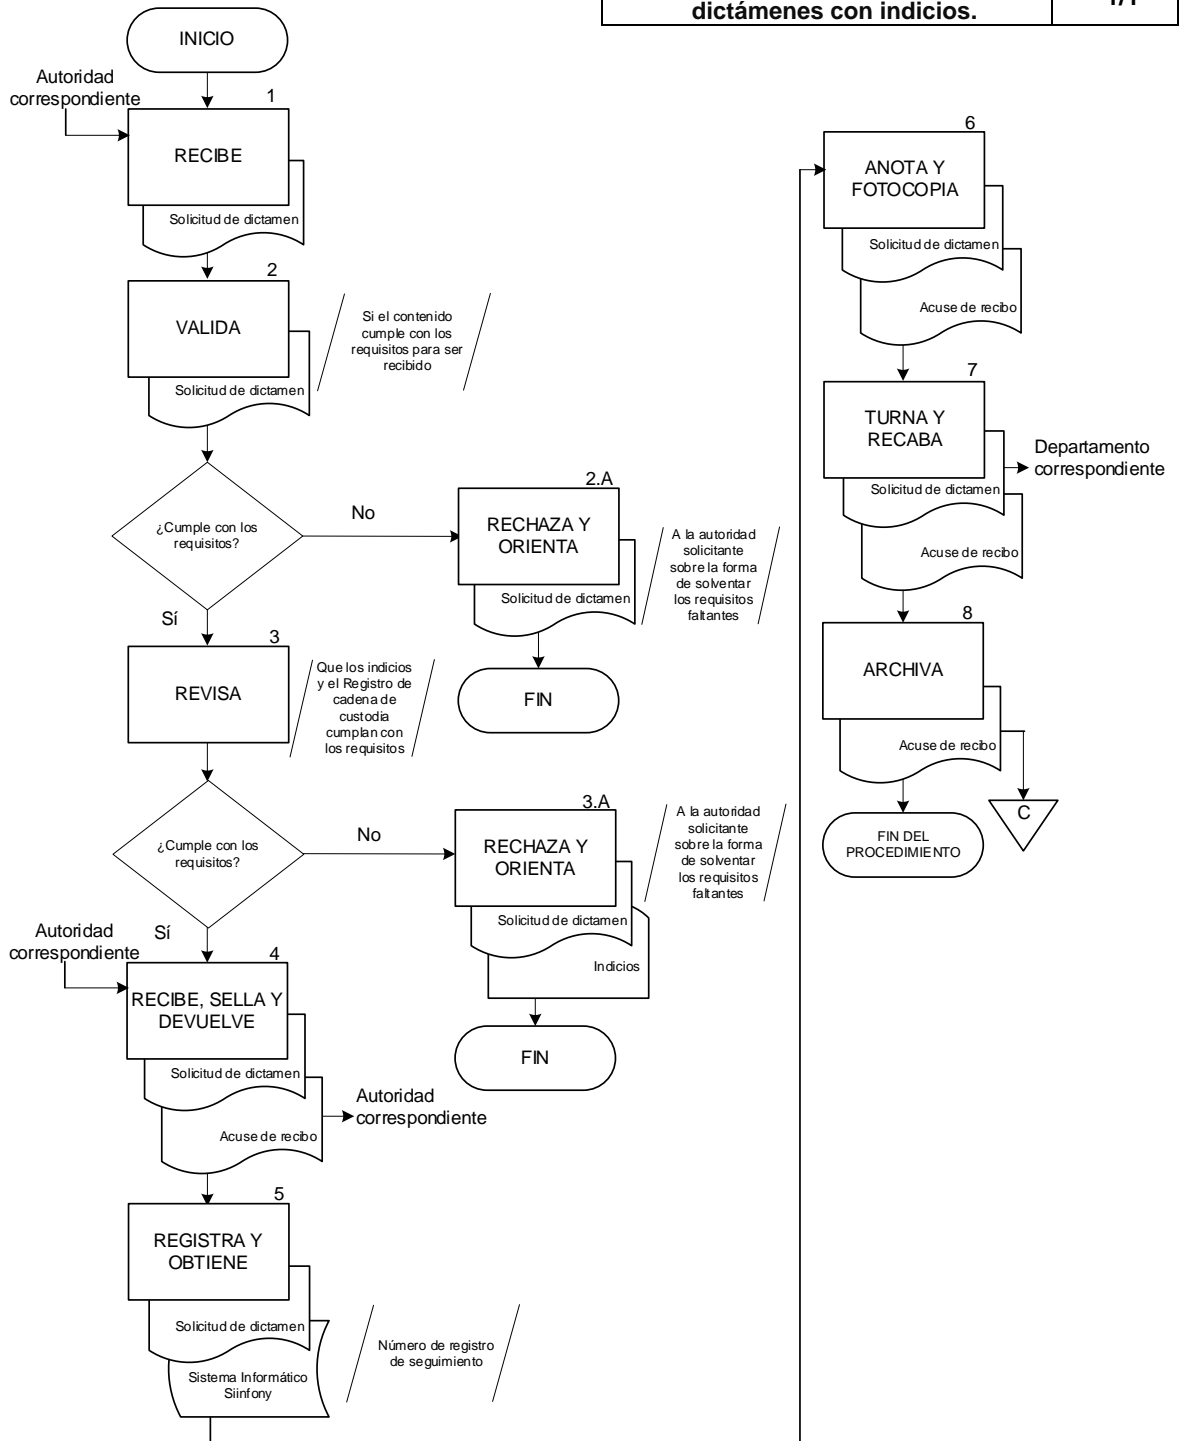 dictámenes con indicios.
1/1
INICIO
Autoridad
correspondiente
1
RECIBE
Solicitud de dictamen
2
VALIDA
Solicitud de dictamen
Si el contenido
cumple con los
requisitos para ser
recibido
¿Cumple con los
requisitos?
No
Sí
2.A
RECHAZA Y
ORIENTA
Solicitud de dictamen
A la autoridad
solicitante
sobre la forma
de solventar
los requisitos
faltantes
FIN
3
REVISA
Que los indicios
y el Registro de
cadena de
custodia
cumplan con
los requisitos
¿Cumple con los
requisitos?
No
Sí
3.A
RECHAZA Y
ORIENTA
Solicitud de dictamen
Indicios
A la autoridad
solicitante
sobre la forma
de solventar
los requisitos
faltantes
FIN
Autoridad
correspondiente
4
RECIBE, SELLA Y
DEVUELVE
Solicitud de dictamen
Acuse de recibo
Autoridad
correspondiente
5
REGISTRA Y
OBTIENE
Solicitud de dictamen
Sistema Informático
Siinfony
Número de registro
de seguimiento
6
ANOTA Y
FOTOCOPIA
Solicitud de dictamen
Acuse de recibo
7
TURNA Y
RECABA
Solicitud de dictamen
Acuse de recibo
Departamento
correspondiente
8
ARCHIVA
Acuse de recibo
C
FIN DEL
PROCEDIMIENTO